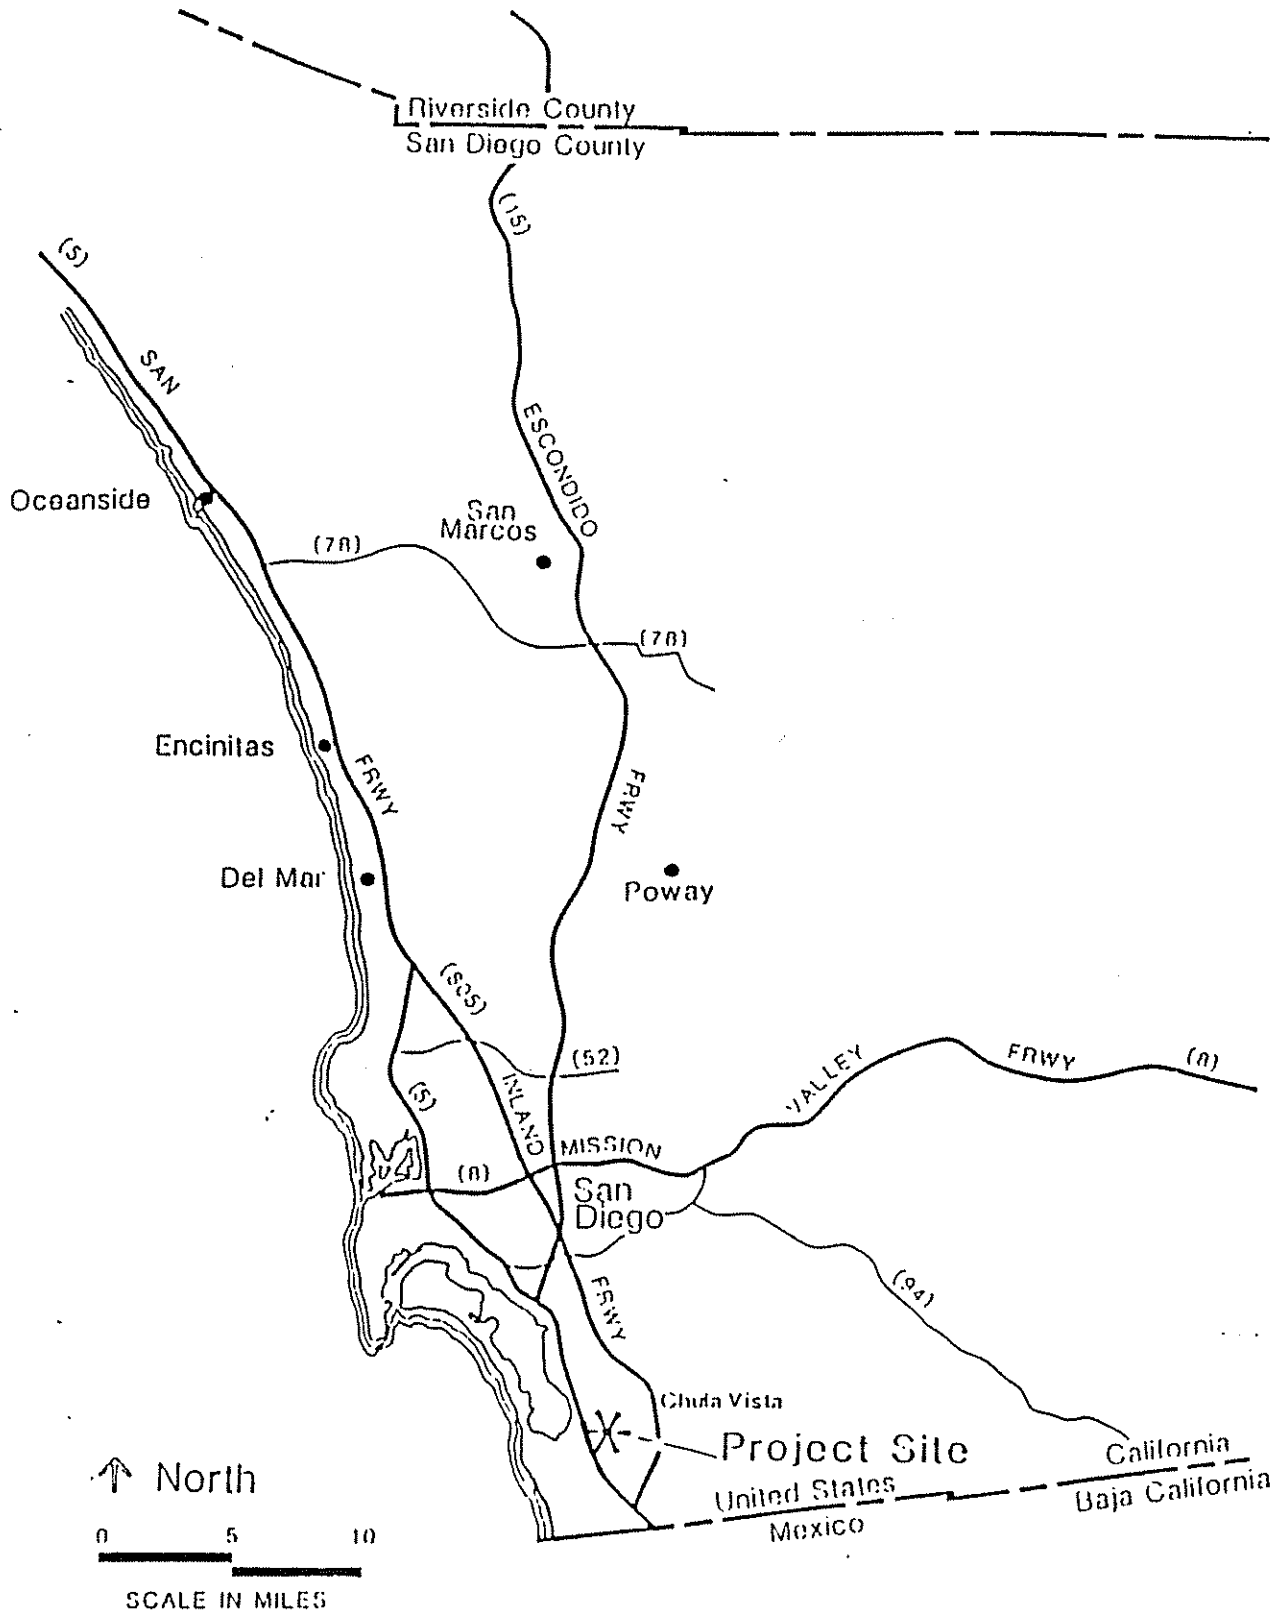 Riverside County
San Diego County
(15)
(5)
SAN
ESCONDIDO
Oceanside
San
Marcos
(78)
(78)
Encinitas
FRWY
FRWY
Del Mar
Poway
(805)
(52)
VALLEY
FRWY
(8)
(5)
INLAND
MISSION
(8)
San
Diego
(94)
FRWY
Chula Vista
Project Site
California
North
United States
Baja California
Mexico
0 5 10
SCALE IN MILES